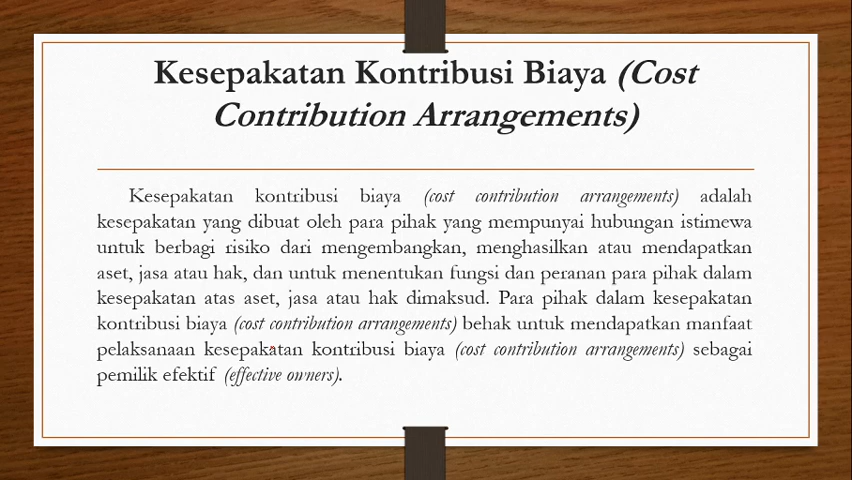 Kesepakatan Kontribusi Biaya (Cost
Contribution Arrangements)
Kesepakatan kontribusi biaya (cost contribution arrangements) adalah
kesepakatan yang dibuat oleh para pihak yang mempunyai hubungan istimewa
untuk berbagi risiko dari mengembangkan, menghasilkan atau mendapatkan
aset, jasa atau hak, dan untuk menentukan fungsi dan peranan para pihak dalam
kesepakatan atas aset, jasa atau hak dimaksud. Para pihak dalam kesepakatan
kontribusi biaya (cost contribution arrangements) behak untuk mendapatkan manfaat
pelaksanaan kesepakatan kontribusi biaya (cost contribution arrangements) sebagai
pemilik efektif (effective owners).